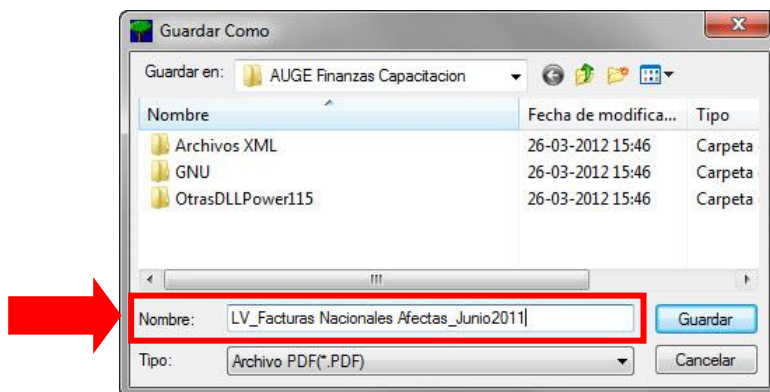 Guardar Como
Guardar en: AUGE Finanzas Capacitacion
Nombre Fecha de modifica... Tipo
Archivos XML 26-03-2012 15:46 Carpeta
GNU 26-03-2012 15:46 Carpeta
OtrasDLLPower115 26-03-2012 15:46 Carpeta
Nombre: LV_Facturas Nacionales Afectas_Junio2011 Guardar
Tipo: Archivo PDF(*.PDF) Cancelar